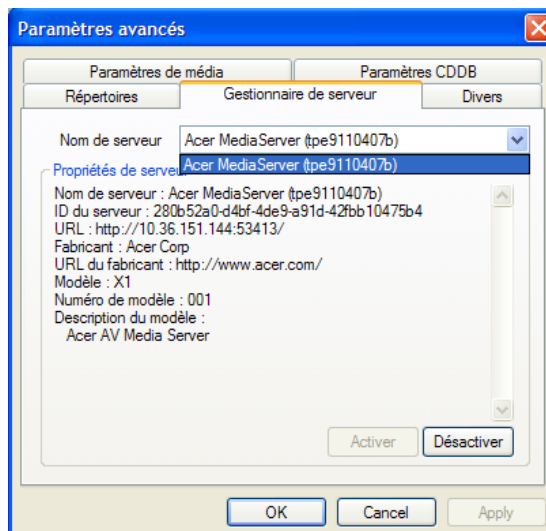 Paramètres avancés
Paramètres de média
Paramètres CDDB
Répertoires
Gestionnaire de serveur
Divers
Nom de serveur
Acer MediaServer (tpe9110407b)
Acer MediaServer (tpe9110407b)
Propriétés de serveu
Nom de serveur : Acer MediaServer (tpe9110407b)
ID du serveur : 280b52a0-d4bf-4de9-a91d-42fbb10475b4
URL : http://10.36.151.144:53413/
Fabricant : Acer Corp
URL du fabricant : http://www.acer.com/
Modèle : X1
Numéro de modèle : 001
Description du modèle :
Acer AV Media Server
Activer
Désactiver
OK
Cancel
Apply